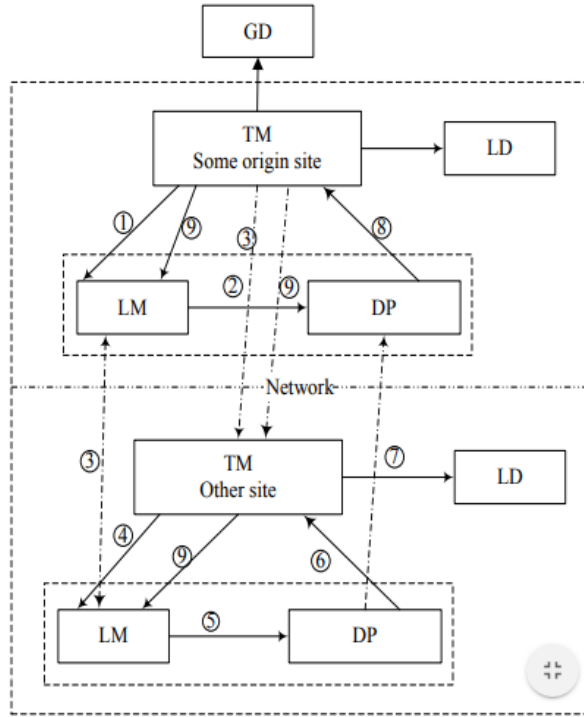 GD
TM
Some origin site
LD
① ⑨ ③ ⑧
LM
② ⑨
DP
Network
③
TM
Other site
⑦
LD
④ ⑨ ⑥
LM
⑤
DP